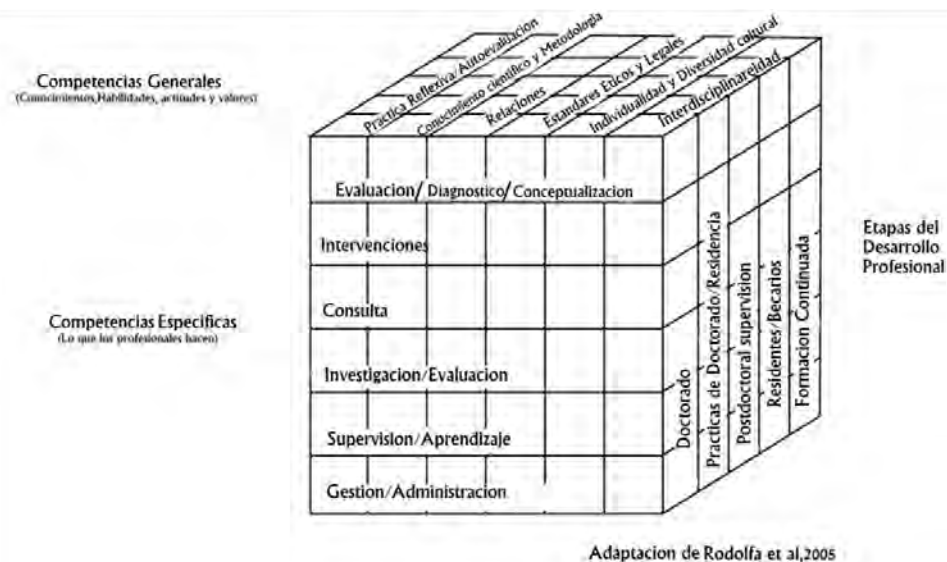 Competencias Generales
(Conocimientos,Habilidades, actitudes y valores)
Practica Reflexiva/Autoevaluacion
Conocimiento cientifico y Metodologia
Relaciones
Estandares Eticos y Legales
Individualidad y Diversidad cultural
Interdisciplinareidad
Evaluacion/ Diagnostico/Conceptualizacion
Intervenciones
Consulta
Investigacion/Evaluacion
Supervision/Aprendizaje
Gestion/Administracion
Competencias Especificas
(Lo que los profesionales hacen)
Doctorado
Practicas de Doctorado/Residencia
Postdoctoral supervision
Residentes/Becarios
Formacion Continuada
Etapas del
Desarrollo
Profesional
Adaptacion de Rodolfa et al,2005